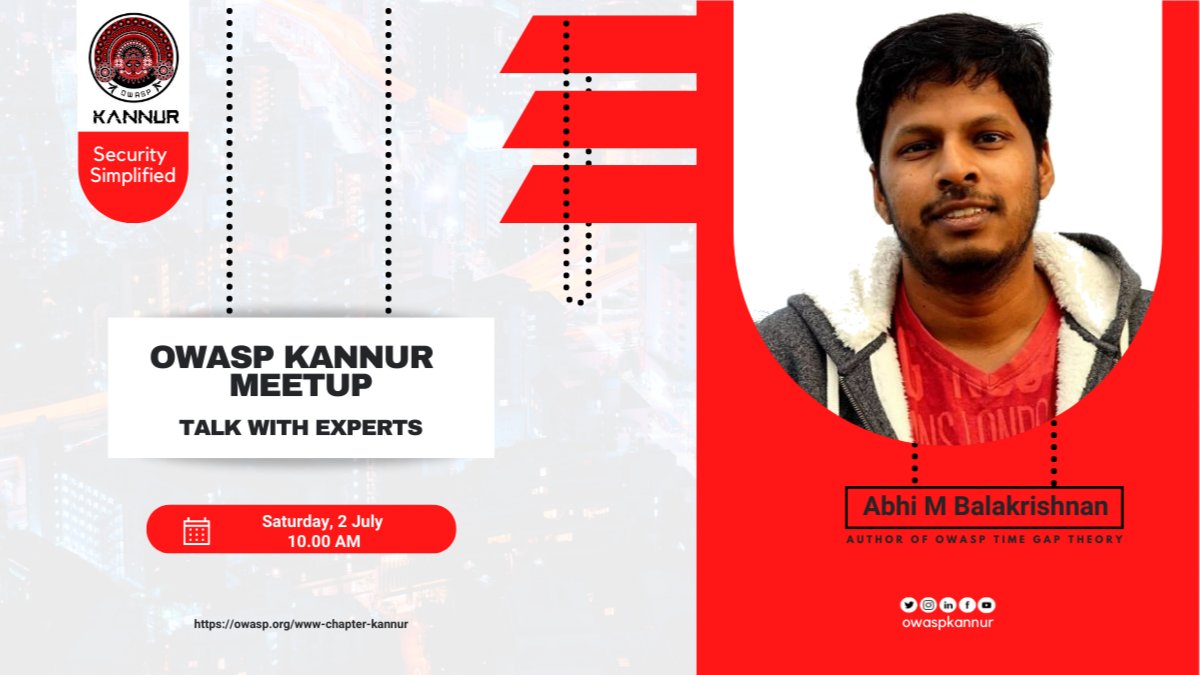 OWASP
KANNUR
Security
Simplified
OWASP KANNUR
MEETUP
TALK WITH EXPERTS
Saturday, 2 July
10.00 AM
https://owasp.org/www-chapter-kannur
Abhi M Balakrishnan
AUTHOR OF OWASP TIME GAP THEORY
owaspkannur